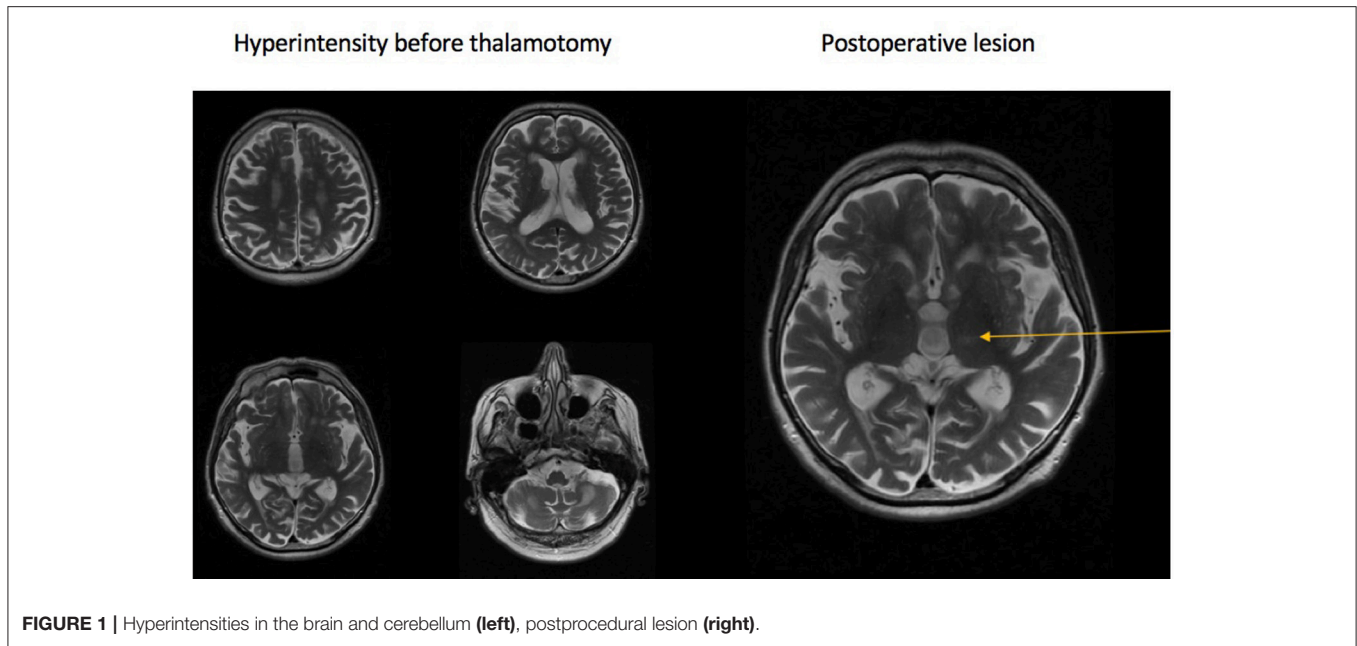 Hyperintensity before thalamotomy
Postoperative lesion
FIGURE 1 | Hyperintensities in the brain and cerebellum (left), postprocedural lesion (right).